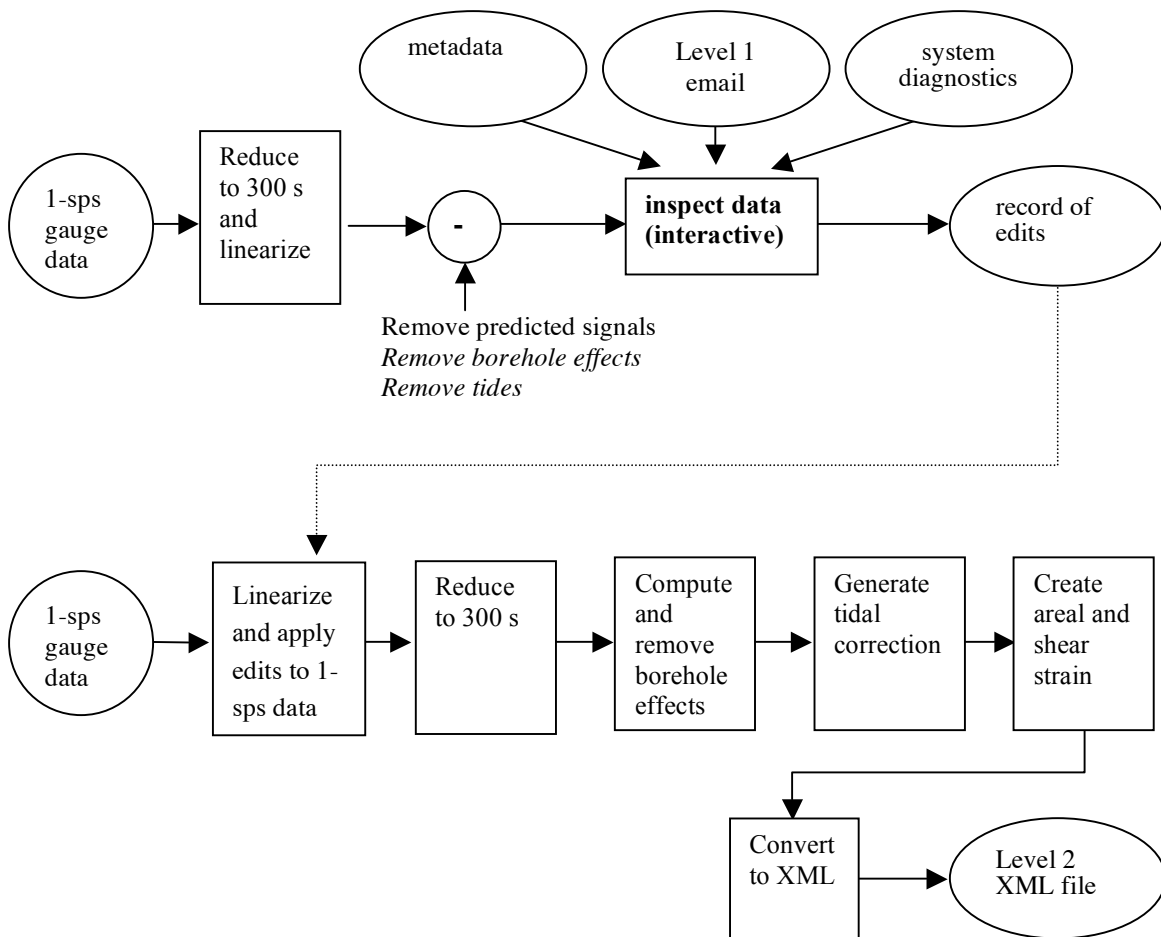 metadata
Level 1
email
system
diagnostics
1-sps
gauge
data
Reduce
to 300 s
and
linearize
-
inspect data
(interactive)
record of
edits
Remove predicted signals
Remove borehole effects
Remove tides
1-sps
gauge
data
Linearize
and apply
edits to 1-
sps data
Reduce
to 300 s
Compute
and
remove
borehole
effects
Generate
tidal
correction
Create
areal and
shear
strain
Convert
to XML
Level 2
XML file